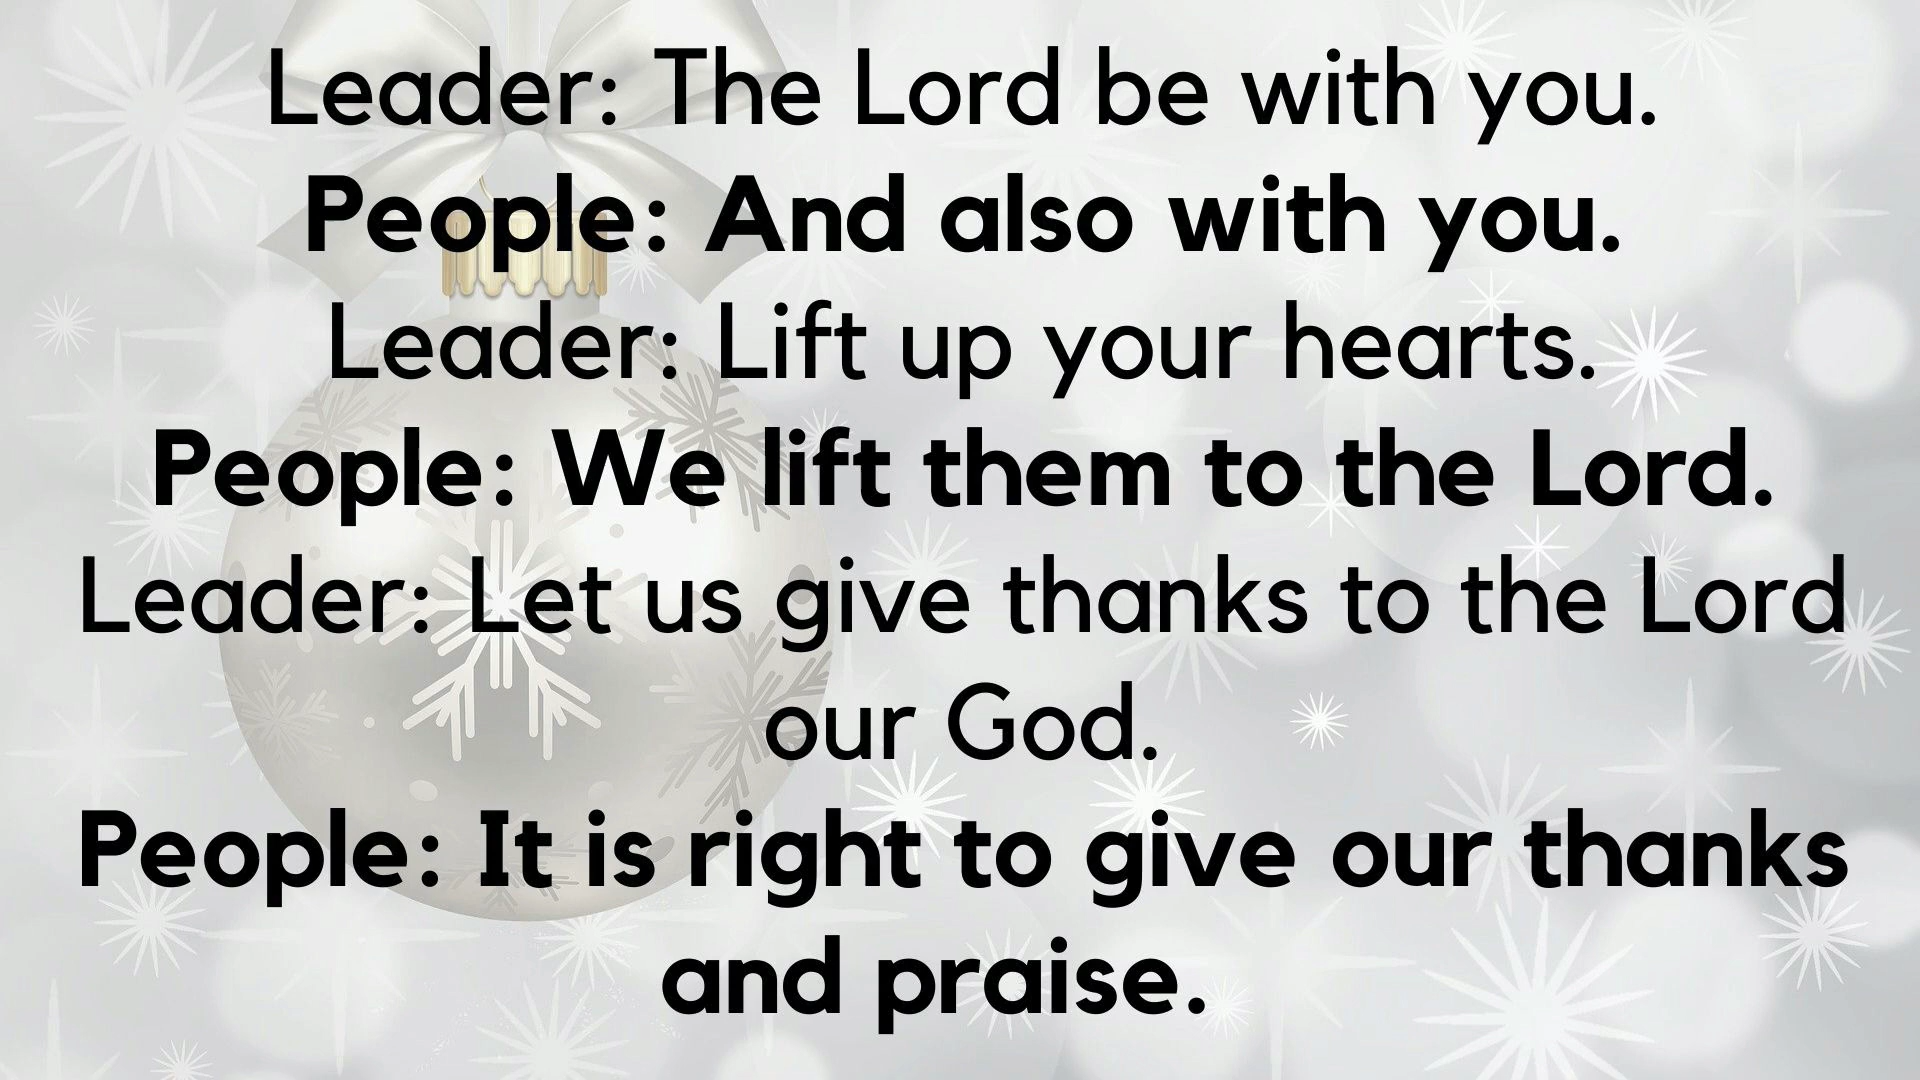 Leader: The Lord be with you.
People: And also with you.
Leader: Lift up your hearts.
People: We lift them to the Lord.
Leader: Let us give thanks to the Lord
our God.
People: It is right to give our thanks
and praise.